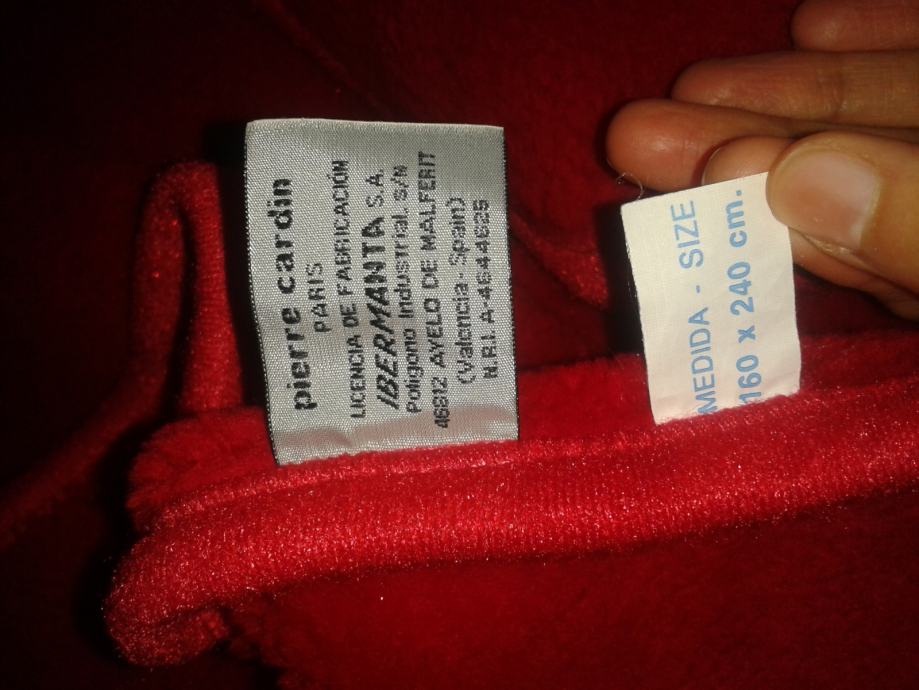 pierre cardin
PARIS
LICENCIA DE FABRICACIÓN
IBERMANTA S.A.
Polígono Industrial, S/N
46812 AYELO DE MALFERIT
(Valencia - Spain)
N.R.I. A-46144625
MEDIDA - SIZE
160 x 240 cm.